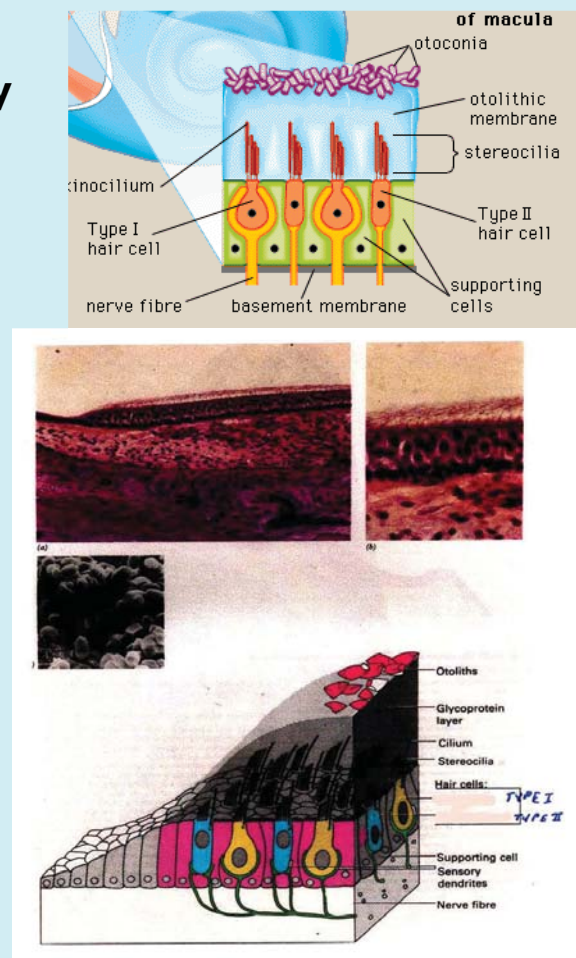 y
of macula
otoconia
otolithic
membrane
stereocilia
kinocilium
Type I
hair cell
Type II
hair cell
supporting
cells
nerve fibre
basement membrane
(a)
(b)
)
Otoliths
Glycoprotein
layer
Cilium
Stereocilia
Hair cells:
TYPE I
TYPE II
Supporting cell
Sensory
dendrites
Nerve fibre